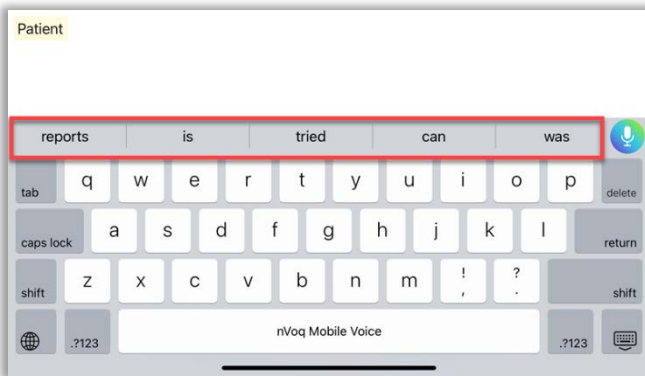 Patient
reports is tried can was
tab q w e r t y u i o p delete
caps lock a s d f g h j k l return
shift z x c v b n m ! , ? . shift
.?123 nVoq Mobile Voice .?123